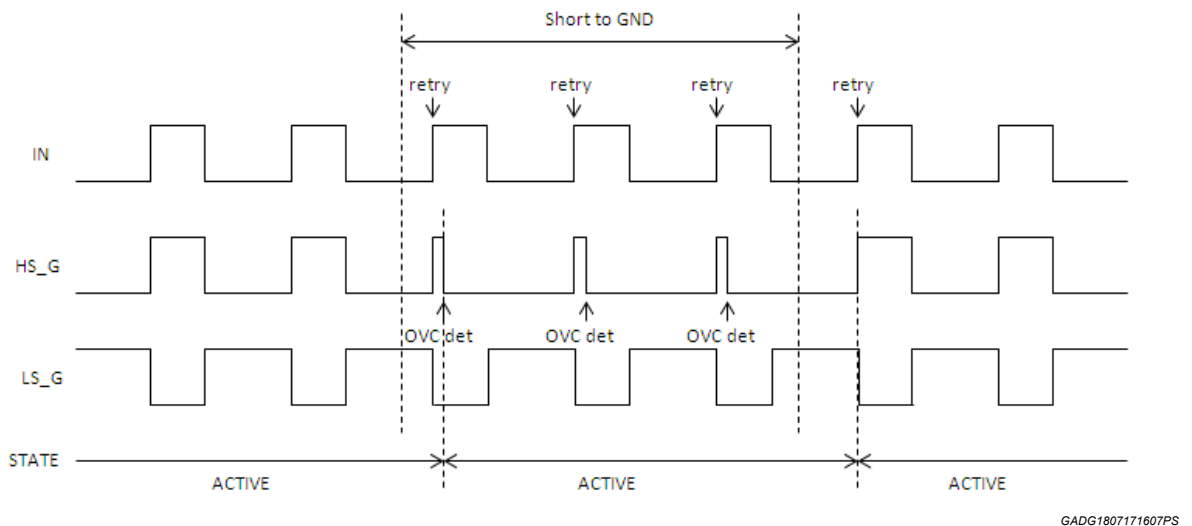 Short to GND
retry retry retry retry
IN
HS_G
OVC det OVC det OVC det
LS_G
STATE
ACTIVE ACTIVE ACTIVE
GADG1807171607PS